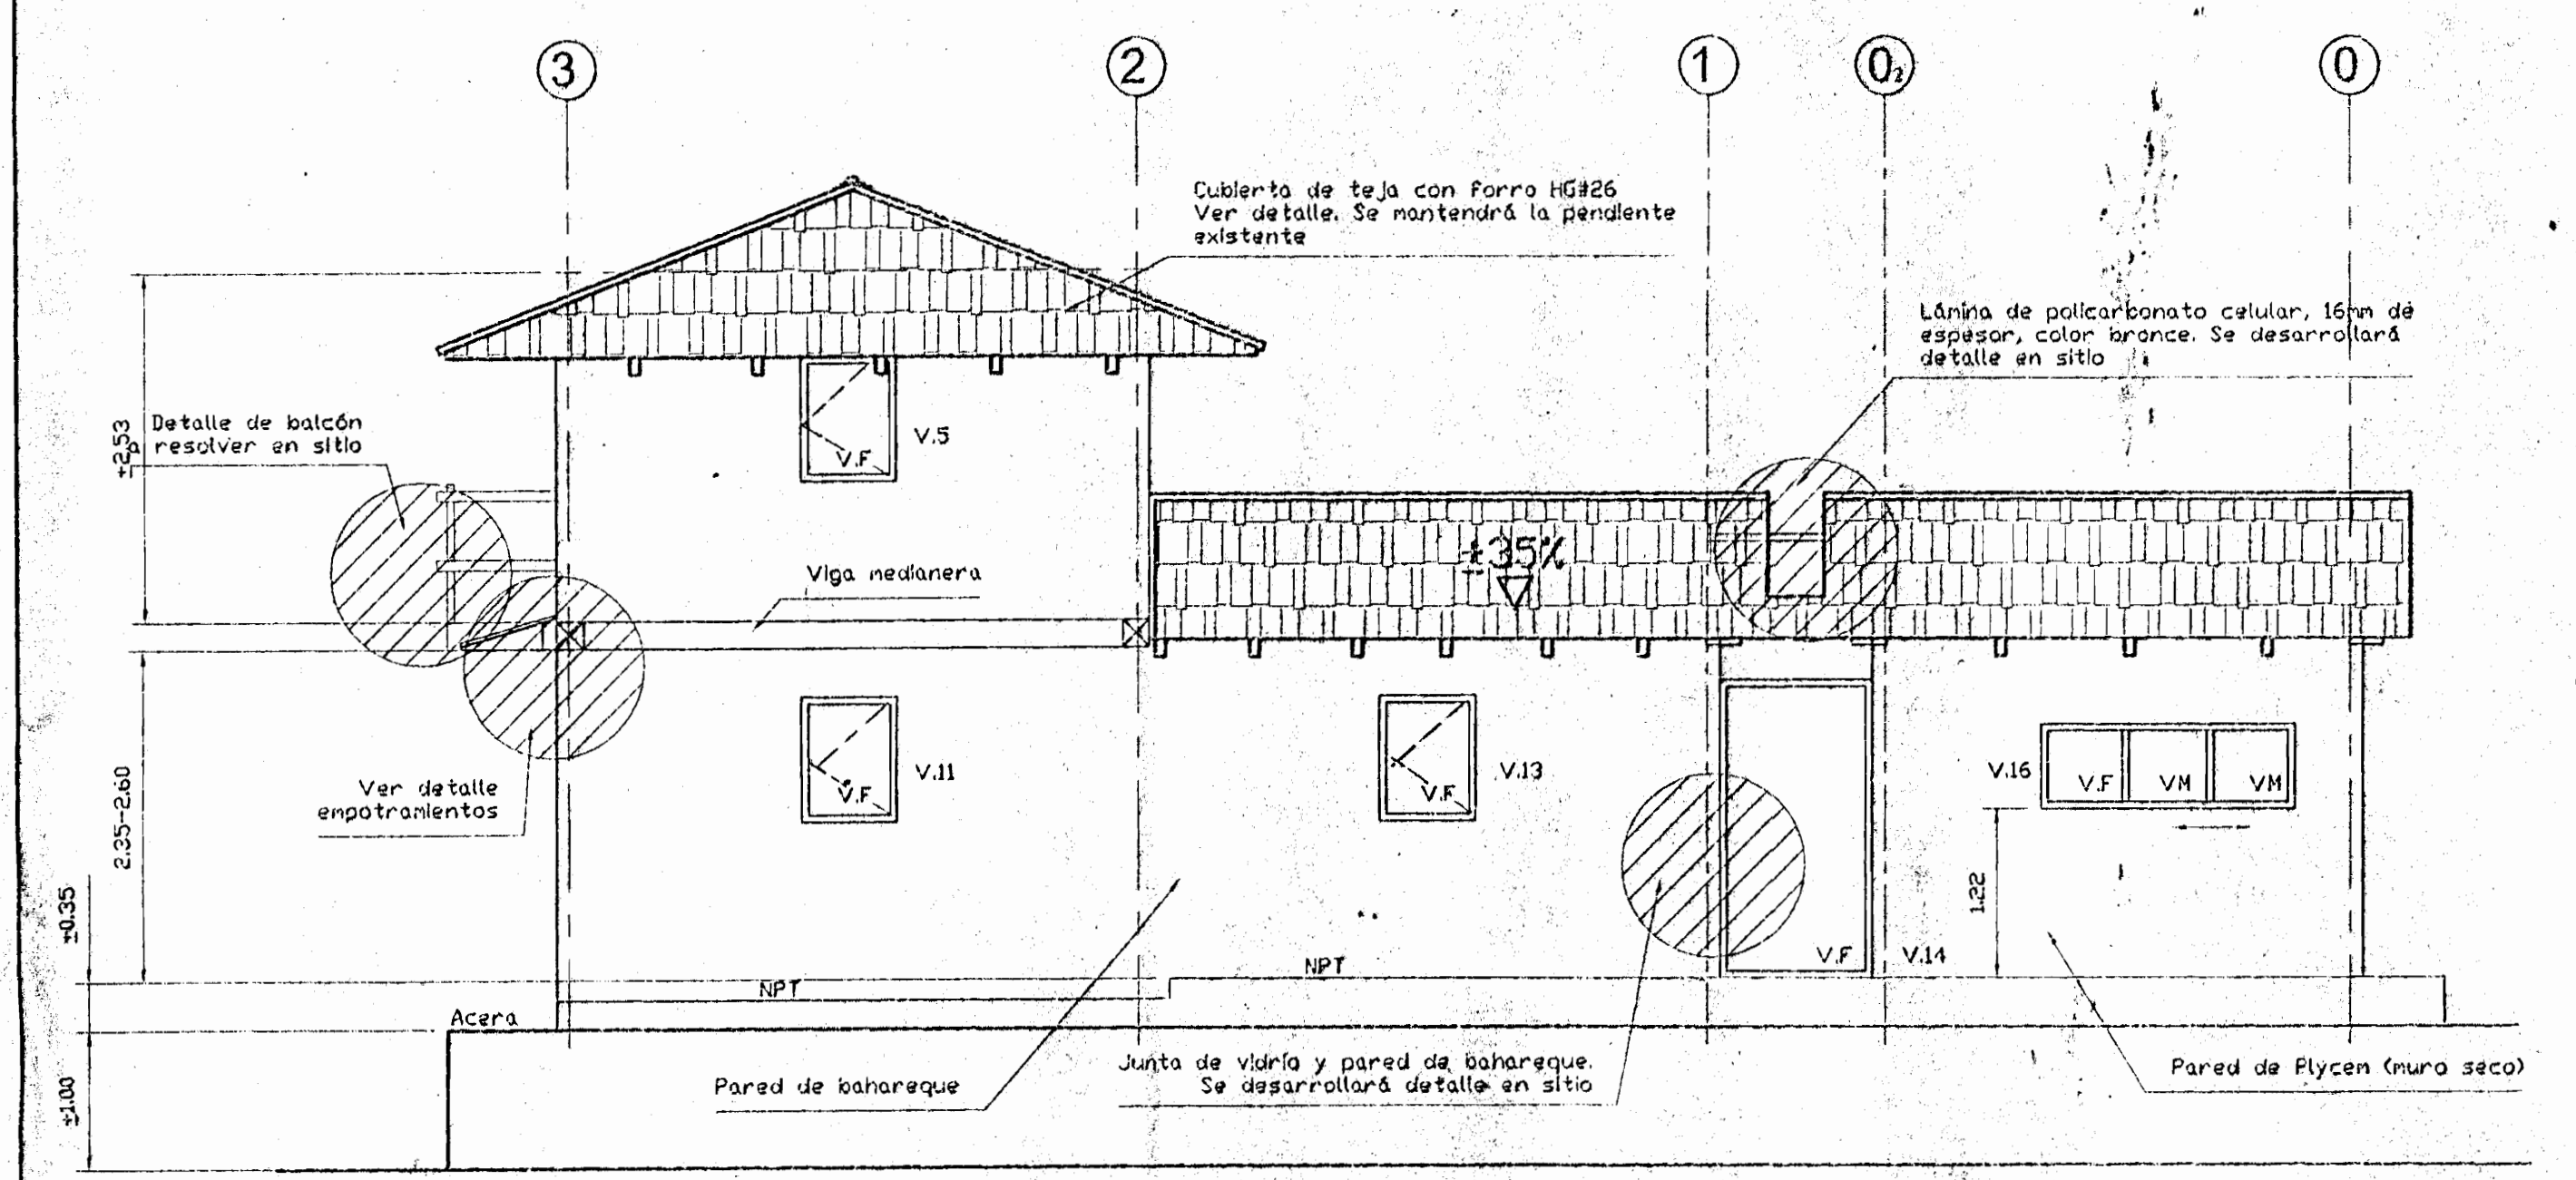 3
2
1
0₂
0
Cubierta de teja con Forro HG#26
Ver detalle. Se mantendrá la pendiente
existente
Lámina de policarbonato celular, 16mm de
espesor, color bronce. Se desarrollará
detalle en sitio
±2.53
Detalle de balcón
a resolver en sitio
V.5
V.F
Viga medianera
±35%
Ver detalle
empotramientos
V.11
V.F
V.13
V.F
V.16
V.F
VM
VM
2.35-2.60
1.22
±0.35
V.F
V.14
NPT
NPT
Acera
±1.00
Pared de bahareque
Junta de vidrio y pared de bahareque.
Se desarrollará detalle en sitio
Pared de Plycem (muro seco)